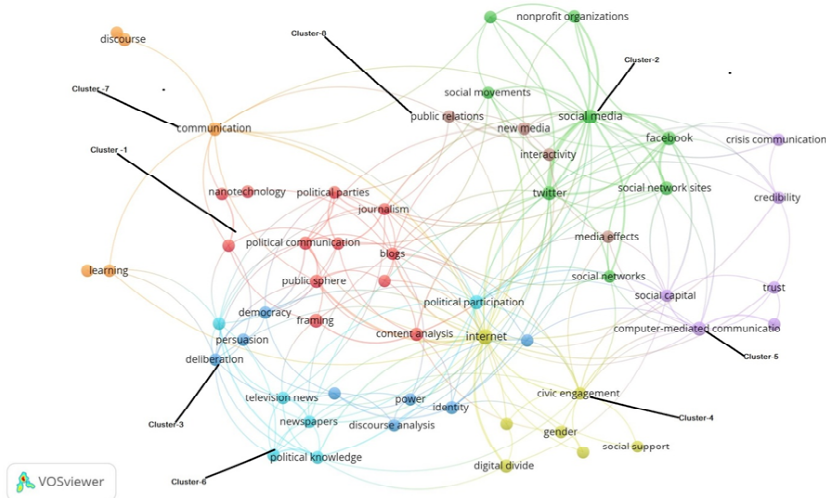 nonprofit organizations
discourse
Cluster-8
Cluster-2
Cluster -7
social movements
public relations
social media
communication
new media
facebook
crisis communication
Cluster -1
interactivity
nanotechnology
political parties
twitter
social network sites
credibility
journalism
political communication
media effects
blogs
learning
public sphere
social networks
trust
social capital
political participation
democracy
framing
computer-mediated communicatio
content analysis
internet
persuasion
deliberation
Cluster-5
television news
power
civic engagement
identity
Cluster-3
newspapers
discourse analysis
Cluster-4
gender
social support
political knowledge
digital divide
Cluster-6
VOSviewer